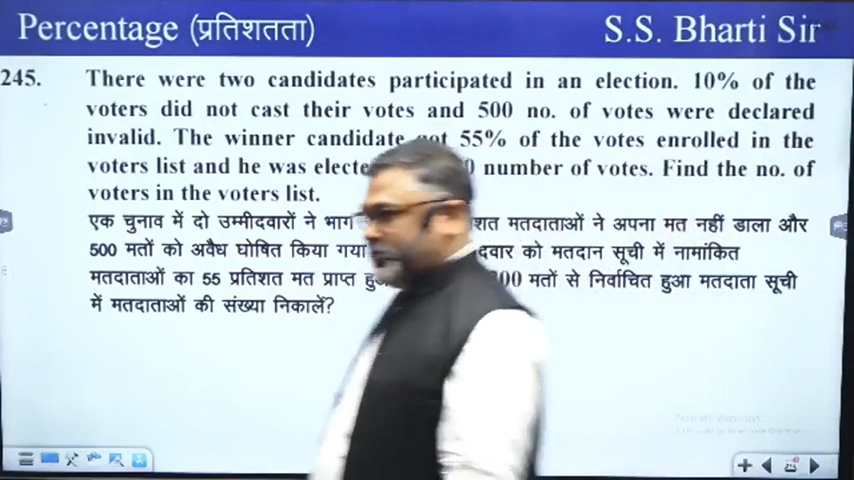 Percentage (प्रतिशतता)
S.S. Bharti Sir
245. There were two candidates participated in an election. 10% of the
voters did not cast their votes and 500 no. of votes were declared
invalid. The winner candidate got 55% of the votes enrolled in the
voters list and he was number of votes. Find the no. of
voters in the voters list.
एक चुनाव में दो उम्मीदवारों ने मतदाताओं ने अपना मत नहीं डाला और
500 मतों को अवैध घोषित किया को मतदान सूची में नामांकित
मतदाताओं का 55 प्रतिशत मत प्राप्त मतों से निर्वाचित हुआ मतदाता सूची
में मतदाताओं की संख्या निकालें?